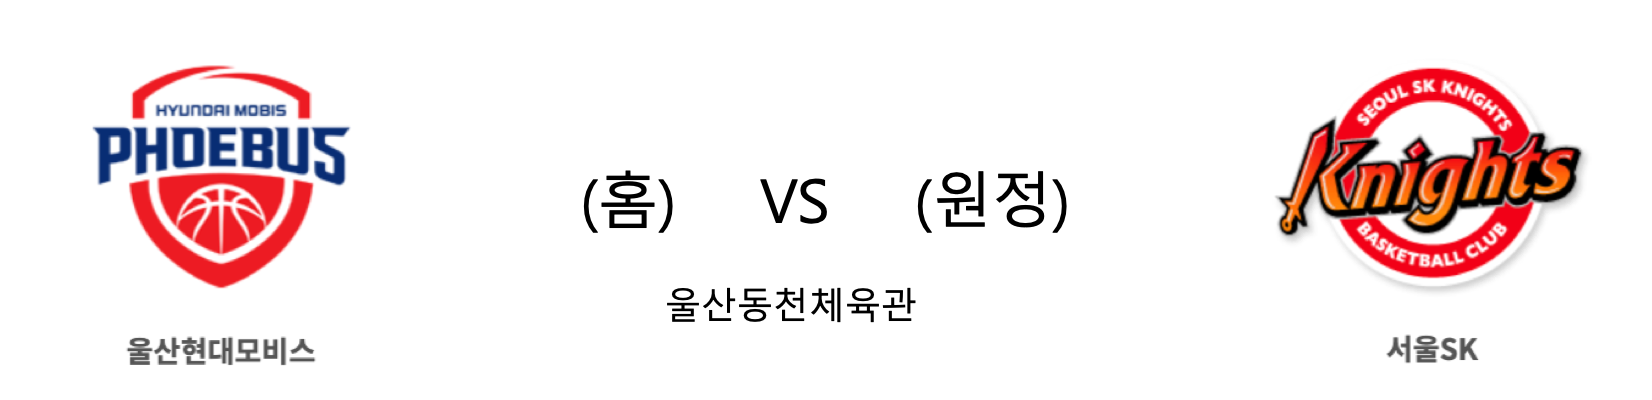 HYUNDAI MOBIS
PHOEBUS
울산현대모비스
(홈) VS (원정)
울산동천체육관
SEOUL SK KNIGHTS
Knights
BASKETBALL CLUB
서울SK